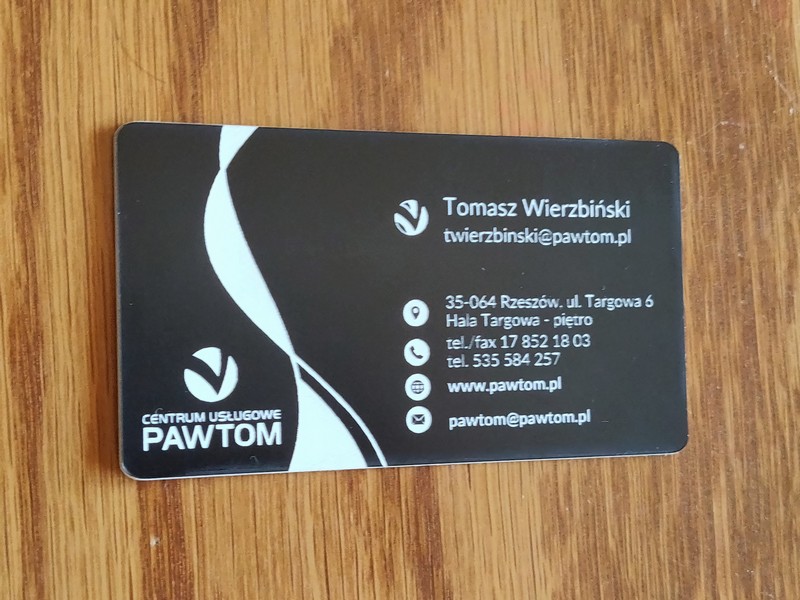 Tomasz Wierzbiński
twierzbinski@pawtom.pl
35-064 Rzeszów. ul. Targowa 6
Hala Targowa - piętro
tel./fax 17 852 18 03
tel. 535 584 257
www.pawtom.pl
pawtom@pawtom.pl
CENTRUM USŁUGOWE
PAWTOM